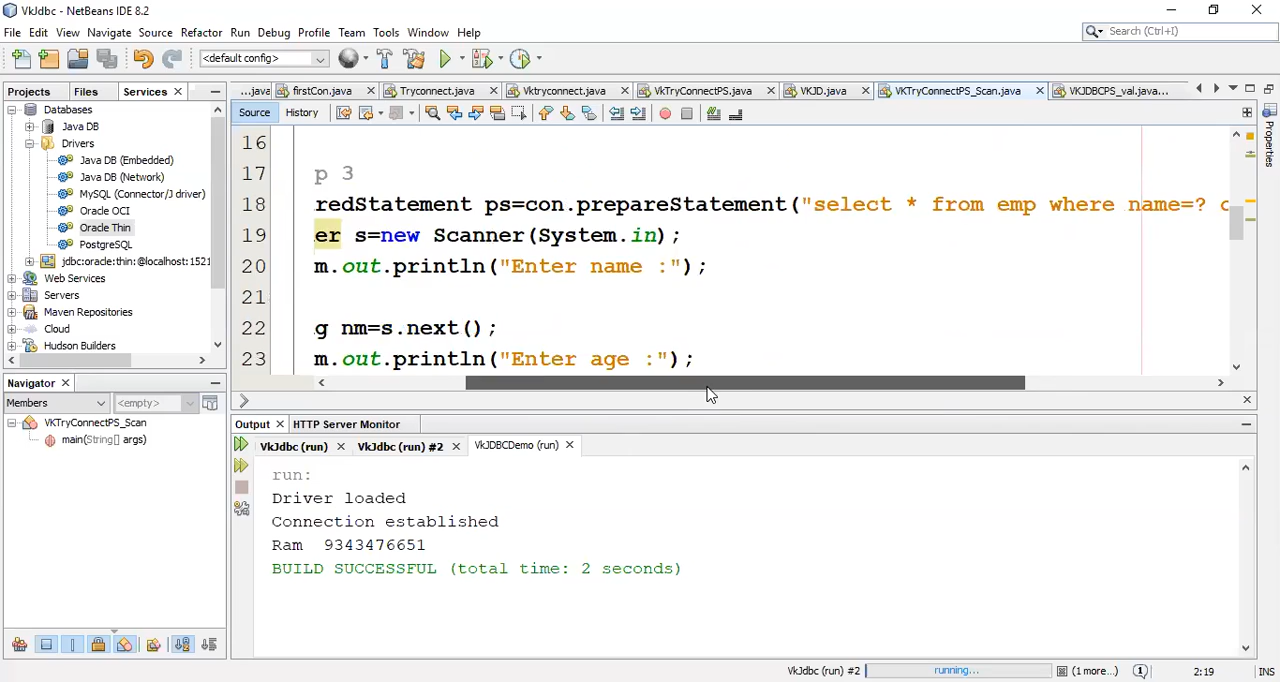 VkJdbc - NetBeans IDE 8.2
File Edit View Navigate Source Refactor Run Debug Profile Team Tools Window Help
Search (Ctrl+I)
<default config>
Projects Files Services
...java firstCon.java Tryconnect.java Vktryconnect.java VkTryConnectPS.java VKJD.java VKTryConnectPS_Scan.java VKJDBCPS_val.java...
Source History
Databases
Java DB
Drivers
Java DB (Embedded)
Java DB (Network)
MySQL (Connector/J driver)
Oracle OCI
Oracle Thin
PostgreSQL
jdbc:oracle:thin:@localhost:1521
Web Services
Servers
Maven Repositories
Cloud
Hudson Builders
16
17 p 3
18 redStatement ps=con.prepareStatement("select * from emp where name=?
19 er s=new Scanner(System.in);
20 m.out.println("Enter name :");
21
22 g nm=s.next();
23 m.out.println("Enter age :");
Properties
Navigator
Members <empty>
VKTryConnectPS_Scan
main(String[] args)
Output HTTP Server Monitor
VkJdbc (run) VkJdbc (run) #2 VkJDBCDemo (run)
run:
Driver loaded
Connection established
Ram 9343476651
BUILD SUCCESSFUL (total time: 2 seconds)
VkJdbc (run) #2 running... (1 more...) 2:19 INS